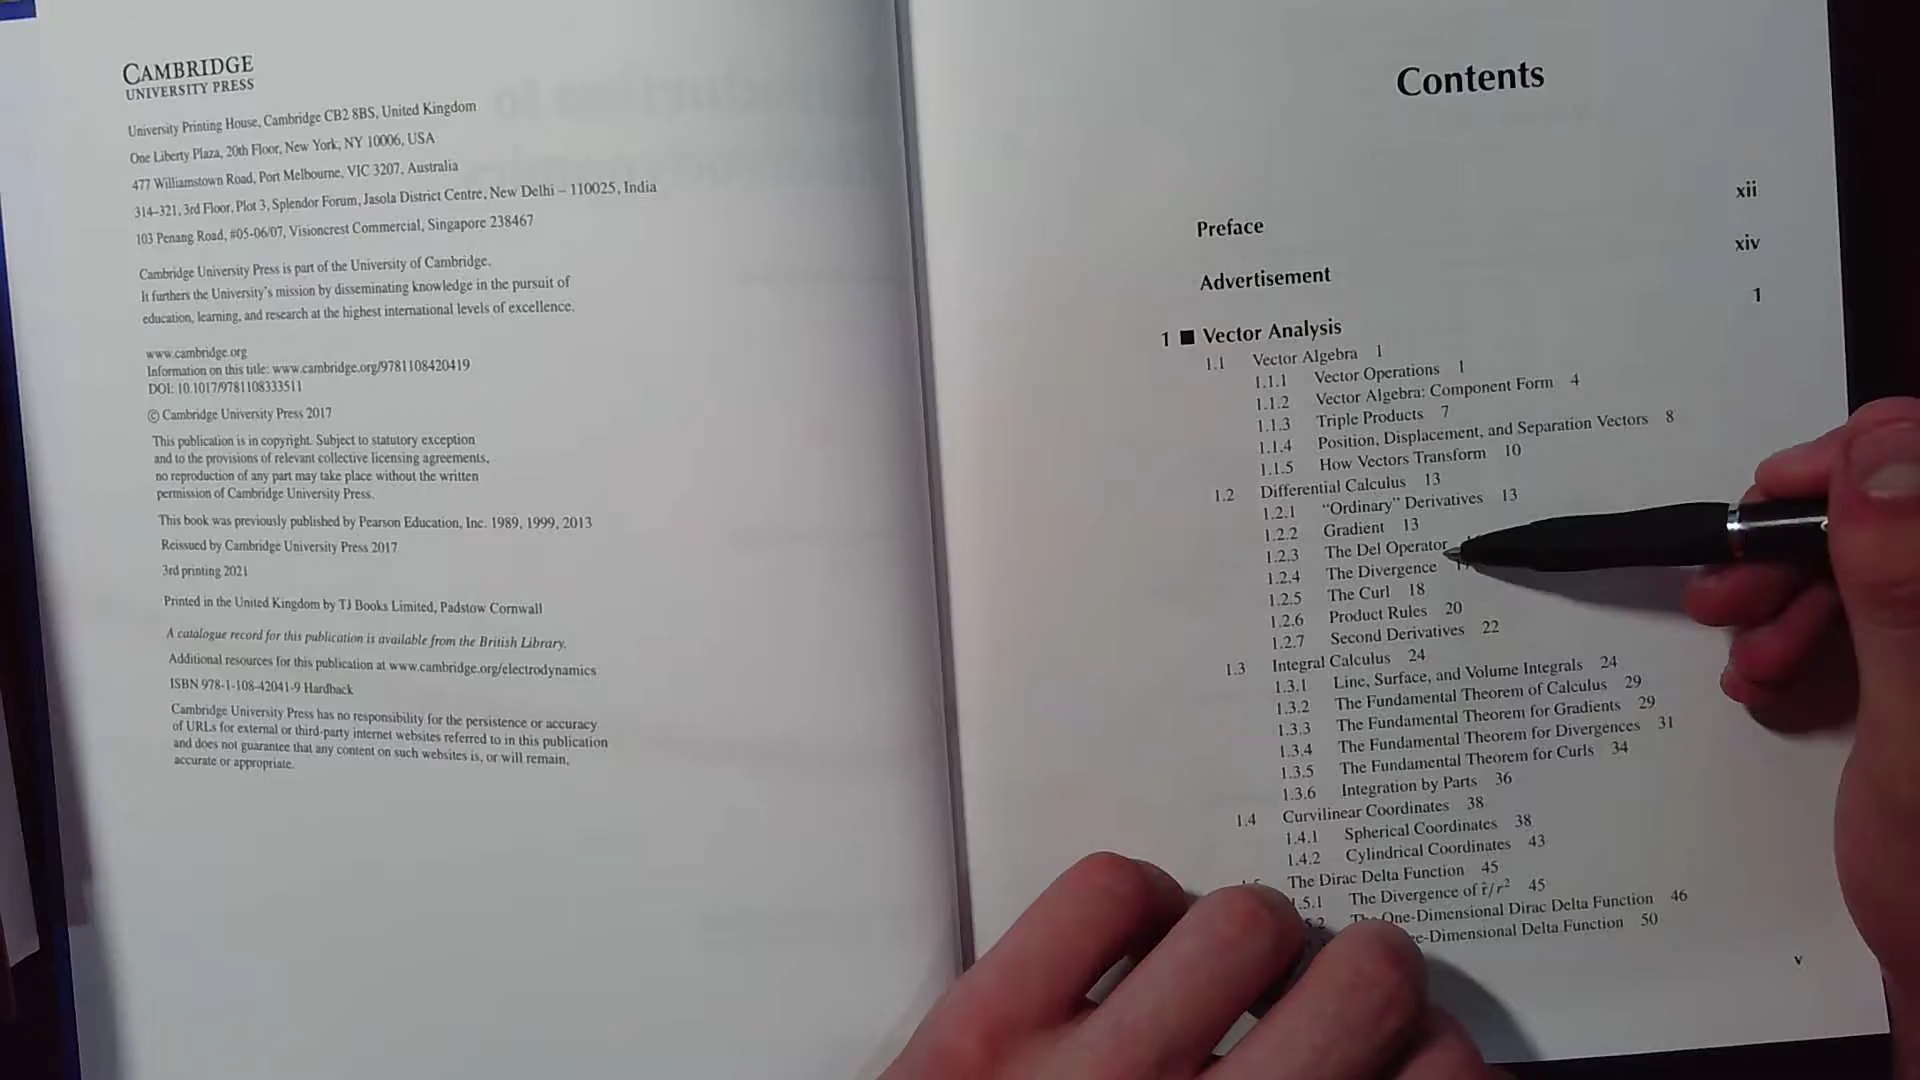 CAMBRIDGE
UNIVERSITY PRESS
University Printing House, Cambridge CB2 8BS, United Kingdom
One Liberty Plaza, 20th Floor, New York, NY 10006, USA
477 Williamstown Road, Port Melbourne, VIC 3207, Australia
314–321, 3rd Floor, Plot 3, Splendor Forum, Jasola District Centre, New Delhi – 110025, India
103 Penang Road, #05-06/07, Visioncrest Commercial, Singapore 238467
Cambridge University Press is part of the University of Cambridge.
It furthers the University's mission by disseminating knowledge in the pursuit of
education, learning, and research at the highest international levels of excellence.
www.cambridge.org
Information on this title: www.cambridge.org/9781108420419
DOI: 10.1017/9781108333511
© Cambridge University Press 2017
This publication is in copyright. Subject to statutory exception
and to the provisions of relevant collective licensing agreements,
no reproduction of any part may take place without the written
permission of Cambridge University Press.
This book was previously published by Pearson Education, Inc. 1989, 1999, 2013
Reissued by Cambridge University Press 2017
3rd printing 2021
Printed in the United Kingdom by TJ Books Limited, Padstow Cornwall
A catalogue record for this publication is available from the British Library.
Additional resources for this publication at www.cambridge.org/electrodynamics
ISBN 978-1-108-42041-9 Hardback
Cambridge University Press has no responsibility for the persistence or accuracy
of URLs for external or third-party internet websites referred to in this publication
and does not guarantee that any content on such websites is, or will remain,
accurate or appropriate.
Contents
Preface xii
Advertisement xiv
1 ■ Vector Analysis 1
1.1 Vector Algebra 1
1.1.1 Vector Operations 1
1.1.2 Vector Algebra: Component Form 4
1.1.3 Triple Products 7
1.1.4 Position, Displacement, and Separation Vectors 8
1.1.5 How Vectors Transform 10
1.2 Differential Calculus 13
1.2.1 “Ordinary” Derivatives 13
1.2.2 Gradient 13
1.2.3 The Del Operator
1.2.4 The Divergence 17
1.2.5 The Curl 18
1.2.6 Product Rules 20
1.2.7 Second Derivatives 22
1.3 Integral Calculus 24
1.3.1 Line, Surface, and Volume Integrals 24
1.3.2 The Fundamental Theorem of Calculus 29
1.3.3 The Fundamental Theorem for Gradients 29
1.3.4 The Fundamental Theorem for Divergences 31
1.3.5 The Fundamental Theorem for Curls 34
1.3.6 Integration by Parts 36
1.4 Curvilinear Coordinates 38
1.4.1 Spherical Coordinates 38
1.4.2 Cylindrical Coordinates 43
The Dirac Delta Function 45
.5.1 The Divergence of r̂/r² 45
5.2 The One-Dimensional Dirac Delta Function 46
e-Dimensional Delta Function 50
v